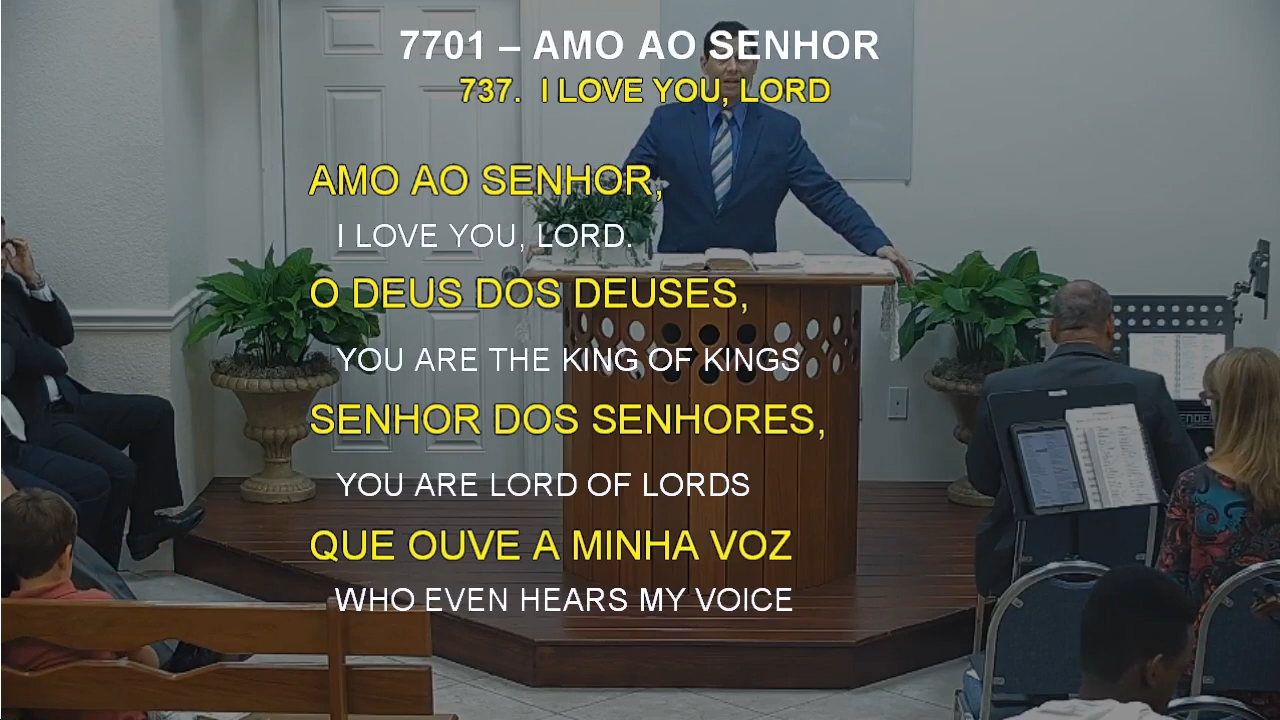 7701 – AMO AO SENHOR
737. I LOVE YOU, LORD
AMO AO SENHOR,
I LOVE YOU, LORD.
O DEUS DOS DEUSES,
YOU ARE THE KING OF KINGS
SENHOR DOS SENHORES,
YOU ARE LORD OF LORDS
QUE OUVE A MINHA VOZ
WHO EVEN HEARS MY VOICE